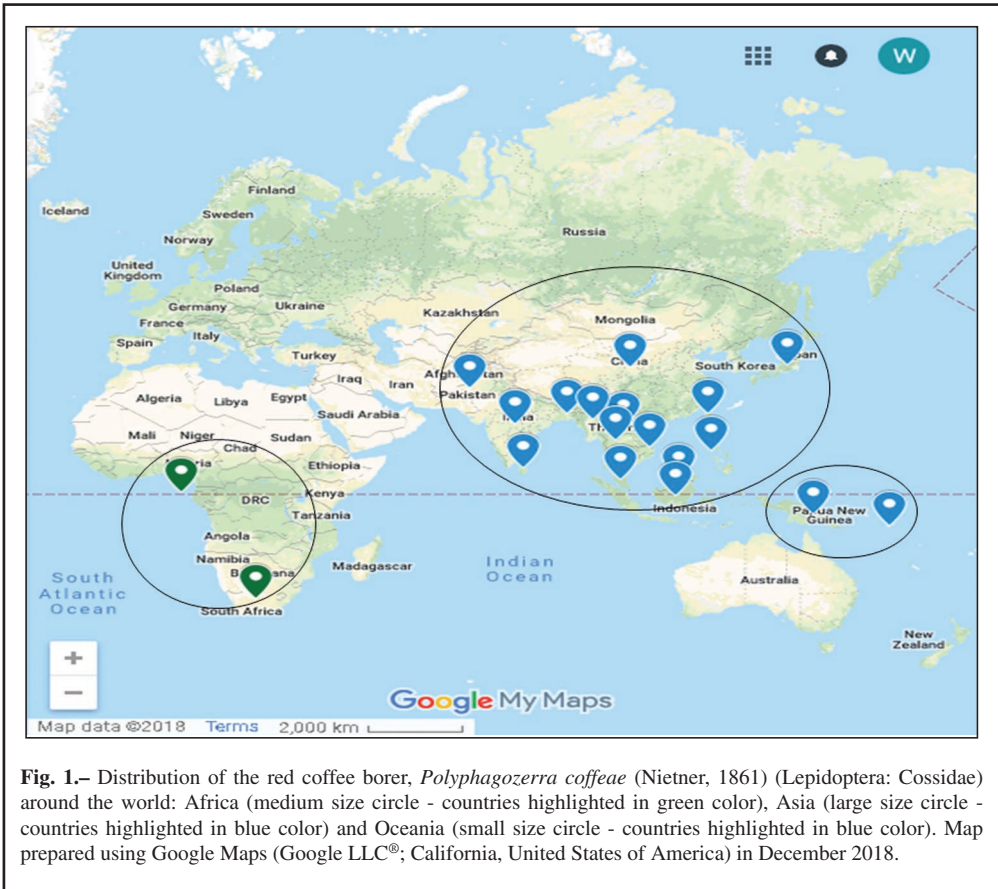 W
Iceland
Finland
Sweden
Norway
Russia
United
Kingdom
Poland
Germany
Ukraine
France
Kazakhstan
Mongolia
Spain
Italy
Turkey
South Korea
Iraq
Iran
Pakistan
Algeria
Libya
Egypt
Saudi Arabia
Mali
Niger
Chad
Sudan
Ethiopia
DRC
Kenya
Tanzania
Indonesia
Papua New
Guinea
Angola
Namibia
Madagascar
Indian
Ocean
South
Atlantic
Ocean
South Africa
Australia
New
Zealand
+
−
Google My Maps
Map data ©2018 Terms 2,000 km
Fig. 1.– Distribution of the red coffee borer, Polyphagozerra coffeae (Nietner, 1861) (Lepidoptera: Cossidae)
around the world: Africa (medium size circle - countries highlighted in green color), Asia (large size circle -
countries highlighted in blue color) and Oceania (small size circle - countries highlighted in blue color). Map
prepared using Google Maps (Google LLC®; California, United States of America) in December 2018.